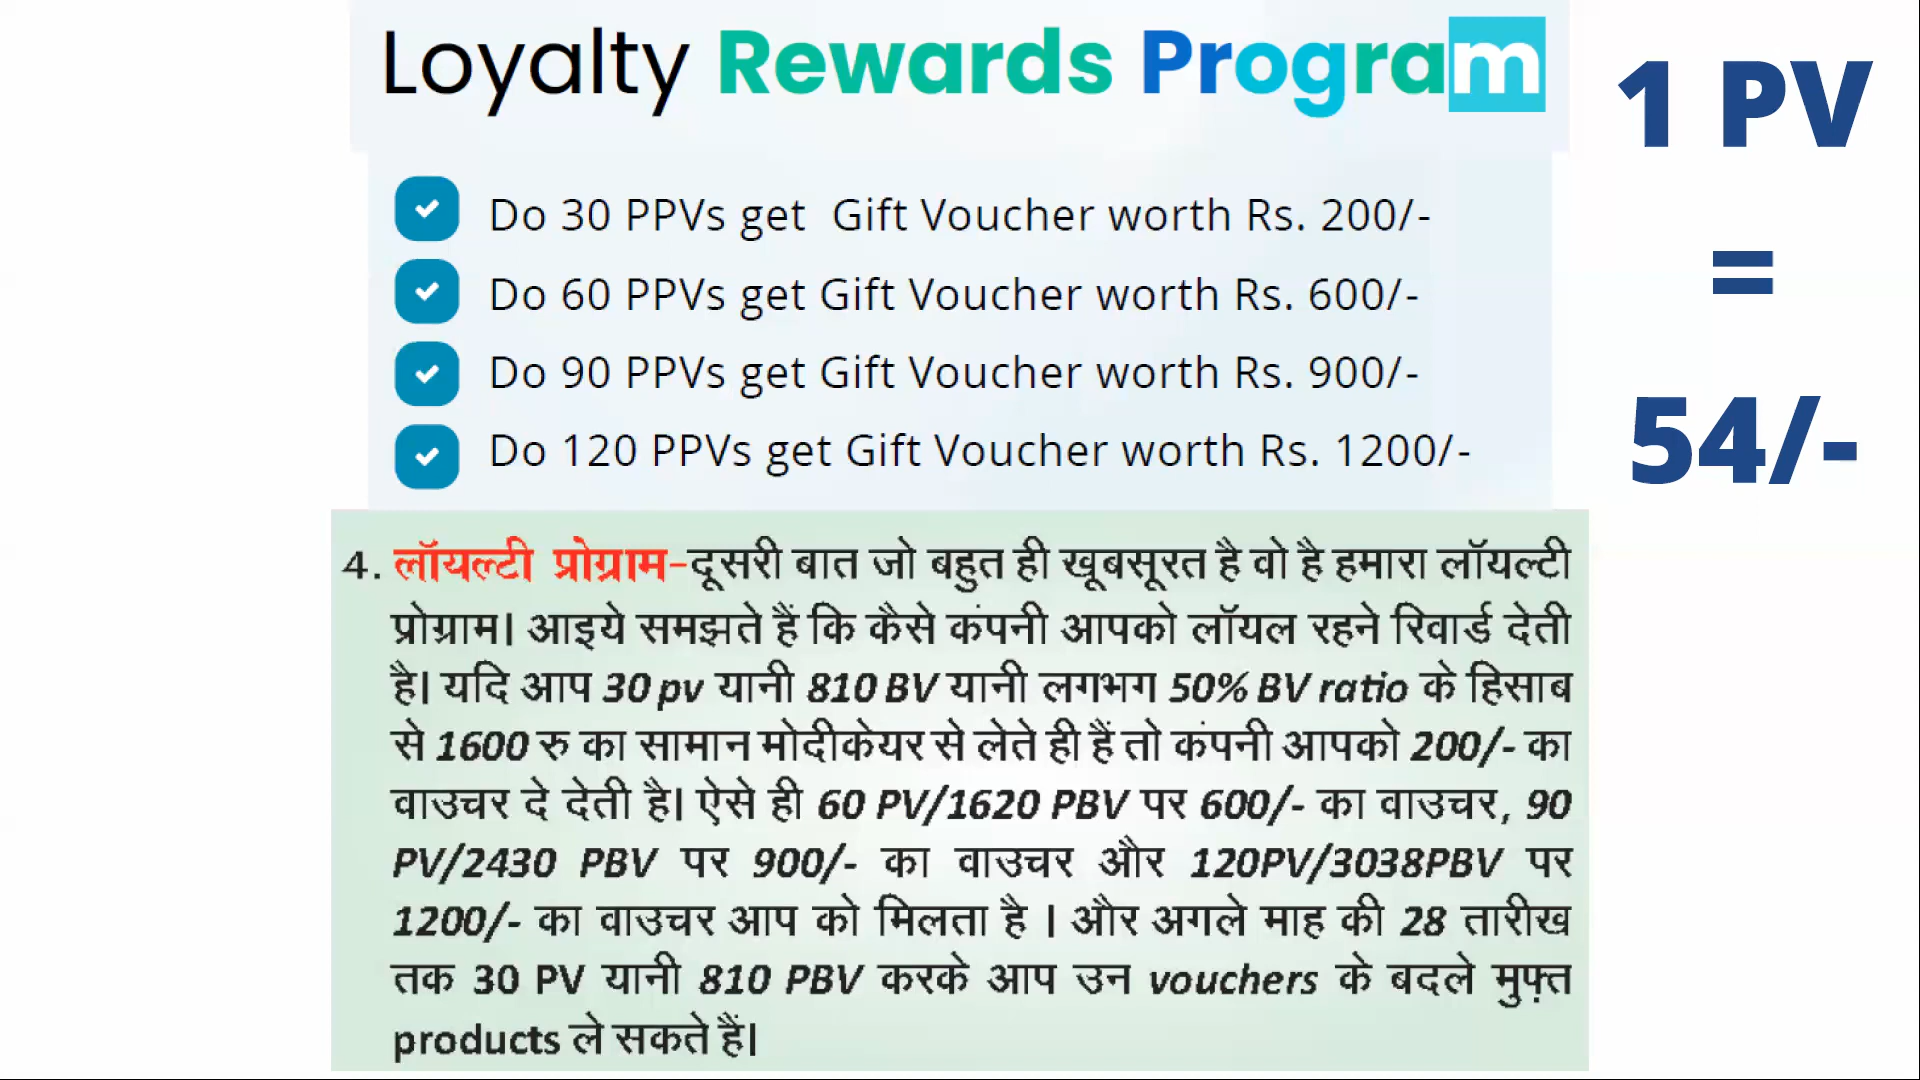 Loyalty Rewards Program
1 PV
=
54/-
Do 30 PPVs get Gift Voucher worth Rs. 200/-
Do 60 PPVs get Gift Voucher worth Rs. 600/-
Do 90 PPVs get Gift Voucher worth Rs. 900/-
Do 120 PPVs get Gift Voucher worth Rs. 1200/-
4. लॉयल्टी प्रोग्राम-दूसरी बात जो बहुत ही खूबसूरत है वो है हमारा लॉयल्टी
प्रोग्राम। आइये समझते हैं कि कैसे कंपनी आपको लॉयल रहने रिवार्ड देती
है। यदि आप 30 pv यानी 810 BV यानी लगभग 50% BV ratio के हिसाब
से 1600 रु का सामान मोदीकेयर से लेते ही हैं तो कंपनी आपको 200/- का
वाउचर दे देती है। ऐसे ही 60 PV/1620 PBV पर 600/- का वाउचर, 90
PV/2430 PBV पर 900/- का वाउचर और 120PV/3038PBV पर
1200/- का वाउचर आप को मिलता है । और अगले माह की 28 तारीख
तक 30 PV यानी 810 PBV करके आप उन vouchers के बदले मुफ़्त
products ले सकते हैं।